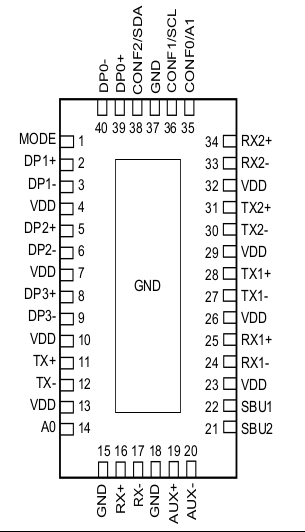 DP0-
DP0+
CONF2/SDA
GND
CONF1/SCL
CONF0/A1
40 39 38 37 36 35
MODE 1
DP1+ 2
DP1- 3
VDD 4
DP2+ 5
DP2- 6
VDD 7
DP3+ 8
DP3- 9
VDD 10
TX+ 11
TX- 12
VDD 13
A0 14
GND
34 RX2+
33 RX2-
32 VDD
31 TX2+
30 TX2-
29 VDD
28 TX1+
27 TX1-
26 VDD
25 RX1+
24 RX1-
23 VDD
22 SBU1
21 SBU2
15 16 17 18 19 20
GND
RX+
RX-
GND
AUX+
AUX-